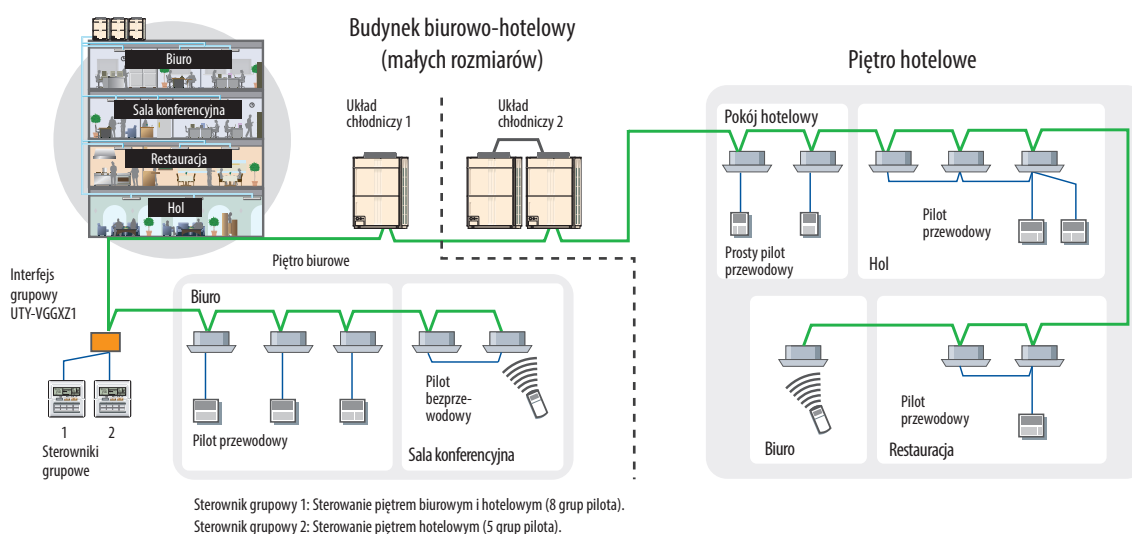 Budynek biurowo-hotelowy
(małych rozmiarów)
Piętro hotelowe
Biuro
Sala konferencyjna
Restauracja
Hol
Układ
chłodniczy 1
Układ
chłodniczy 2
Pokój hotelowy
Prosty pilot
przewodowy
Pilot
przewodowy
Hol
Piętro biurowe
Interfejs
grupowy
UTY-VGGXZ1
1
2
Sterowniki
grupowe
Biuro
Pilot przewodowy
Pilot
bezprze-
wodowy
Sala konferencyjna
Biuro
Pilot
przewodowy
Restauracja
Sterownik grupowy 1: Sterowanie piętrem biurowym i hotelowym (8 grup pilota).
Sterownik grupowy 2: Sterowanie piętrem hotelowym (5 grup pilota).